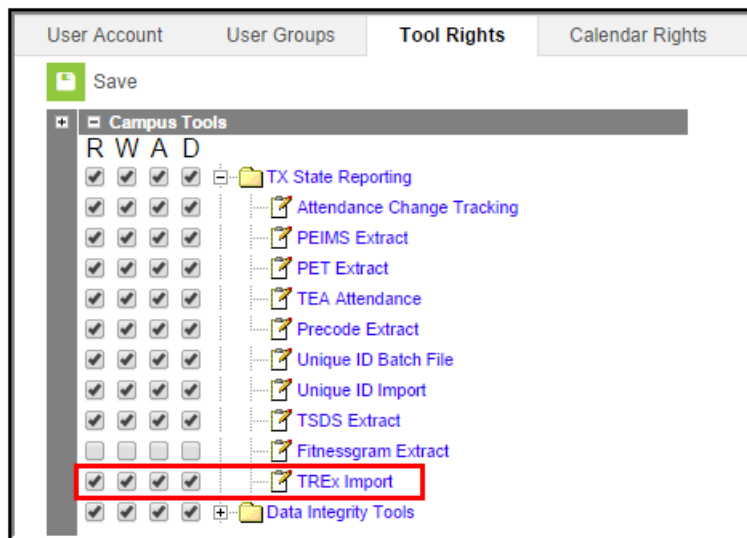 User Account User Groups Tool Rights Calendar Rights
Save
Campus Tools
R W A D
TX State Reporting
Attendance Change Tracking
PEIMS Extract
PET Extract
TEA Attendance
Precode Extract
Unique ID Batch File
Unique ID Import
TSDS Extract
Fitnessgram Extract
TREx Import
Data Integrity Tools